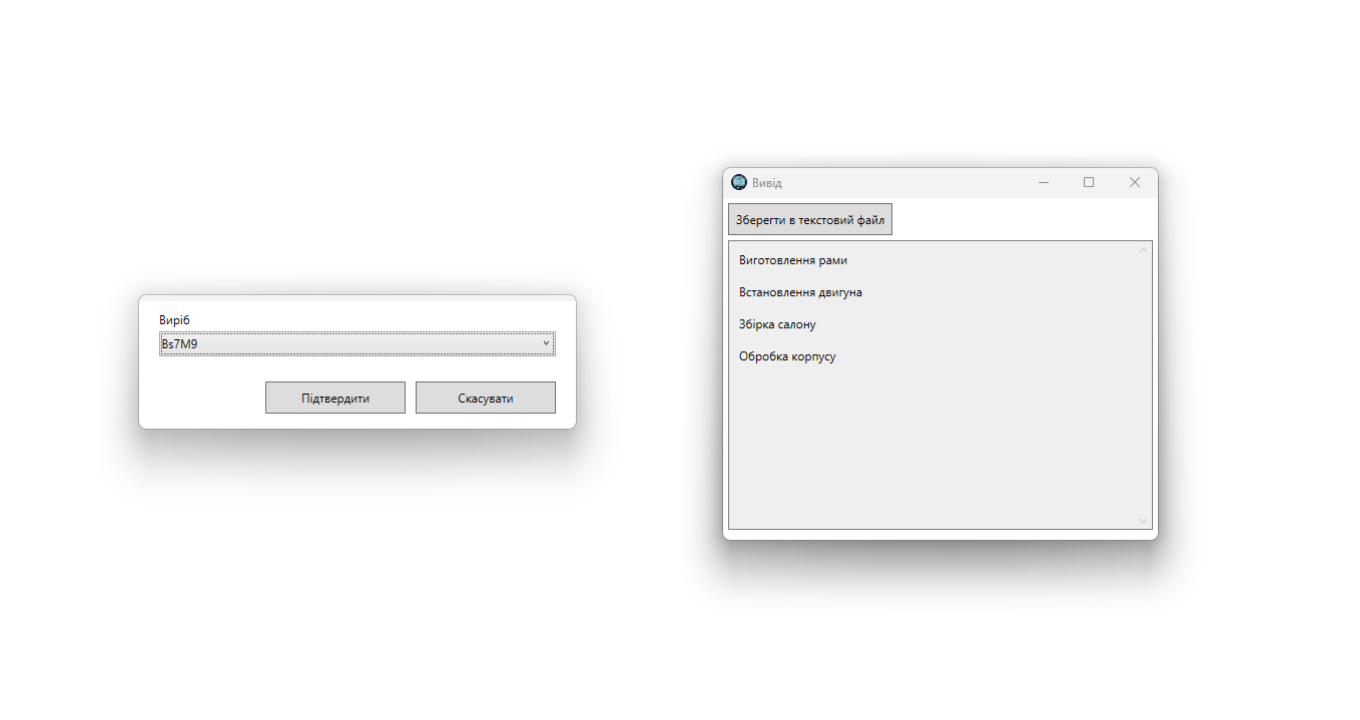 Виріб
Bs7M9
Підтвердити
Скасувати
Вивід
Зберегти в текстовий файл
Виготовлення рами
Встановлення двигуна
Збірка салону
Обробка корпусу